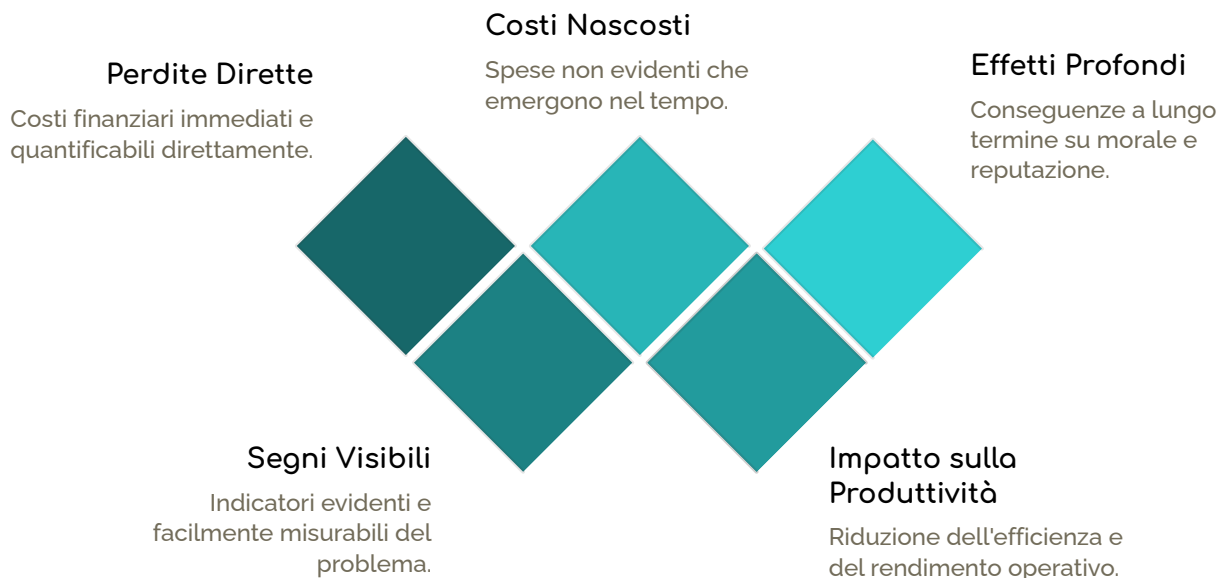 Perdite Dirette
Costi finanziari immediati e
quantificabili direttamente.
Costi Nascosti
Spese non evidenti che
emergono nel tempo.
Effetti Profondi
Conseguenze a lungo
termine su morale e
reputazione.
Segni Visibili
Indicatori evidenti e
facilmente misurabili del
problema.
Impatto sulla
Produttività
Riduzione dell'efficienza e
del rendimento operativo.